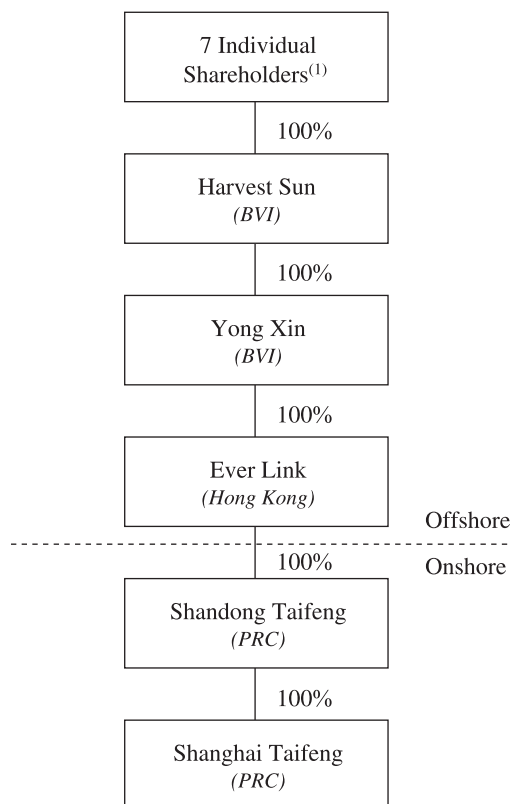 7 Individual
Shareholders(1)
100%
Harvest Sun
(BVI)
100%
Yong Xin
(BVI)
100%
Ever Link
(Hong Kong)
Offshore
100%
Onshore
Shandong Taifeng
(PRC)
100%
Shanghai Taifeng
(PRC)